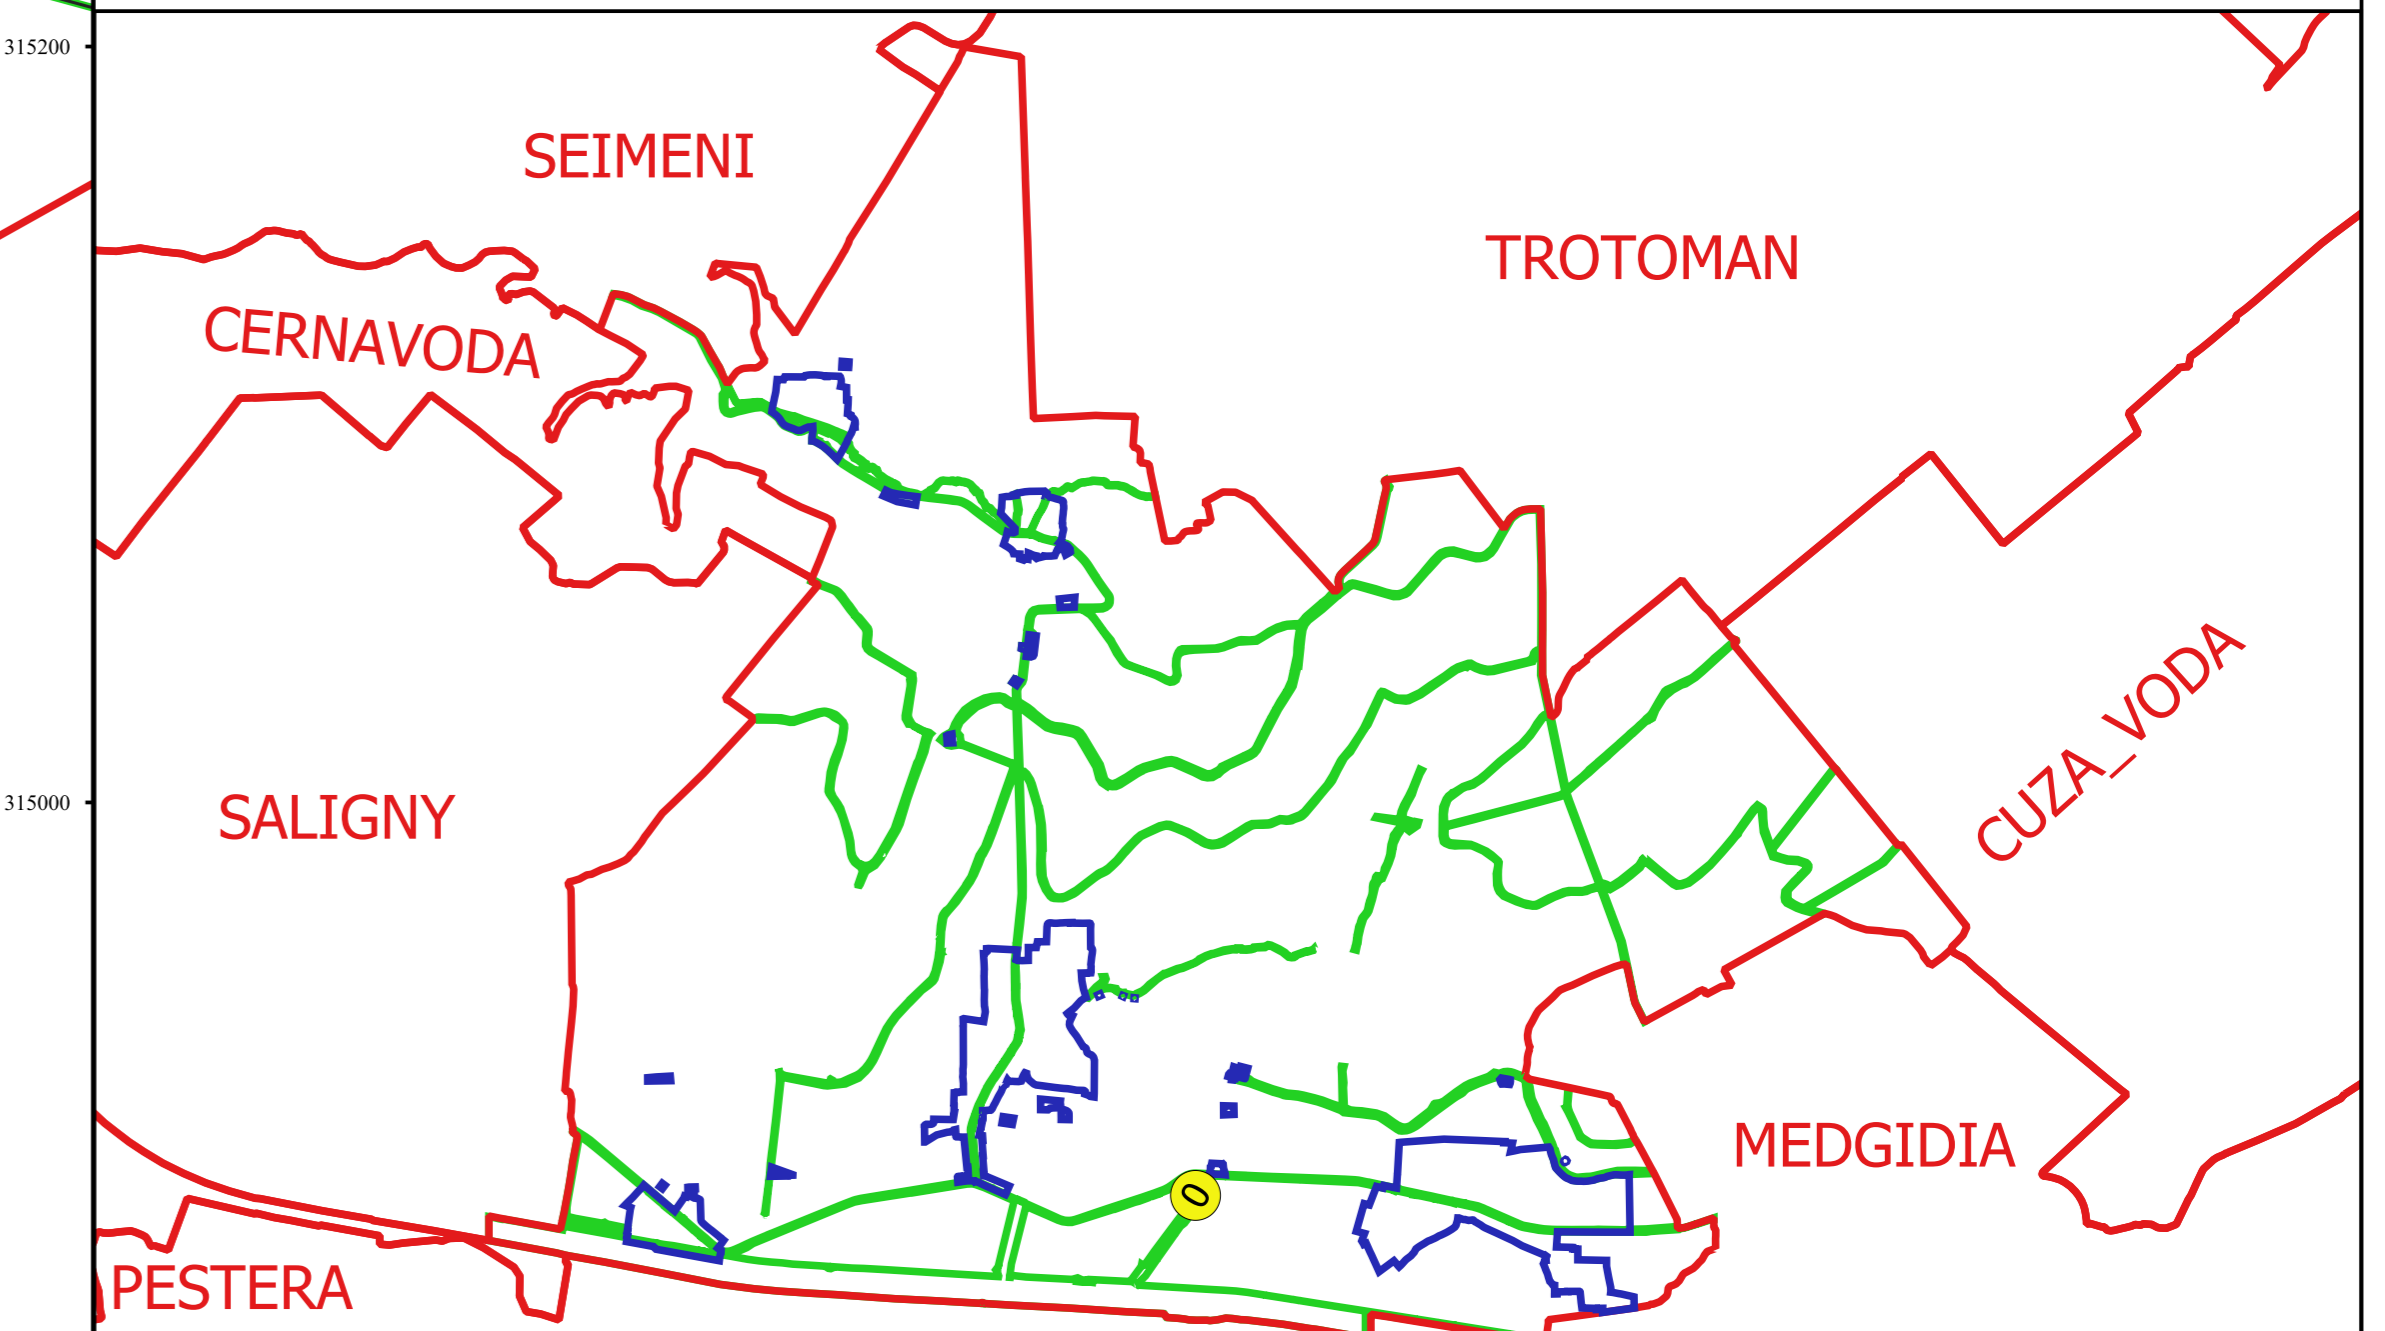 315200
SEIMENI
TROTOMAN
CERNAVODA
CUZA_VODA
SALIGNY
315000
MEDGIDIA
0
PESTERA